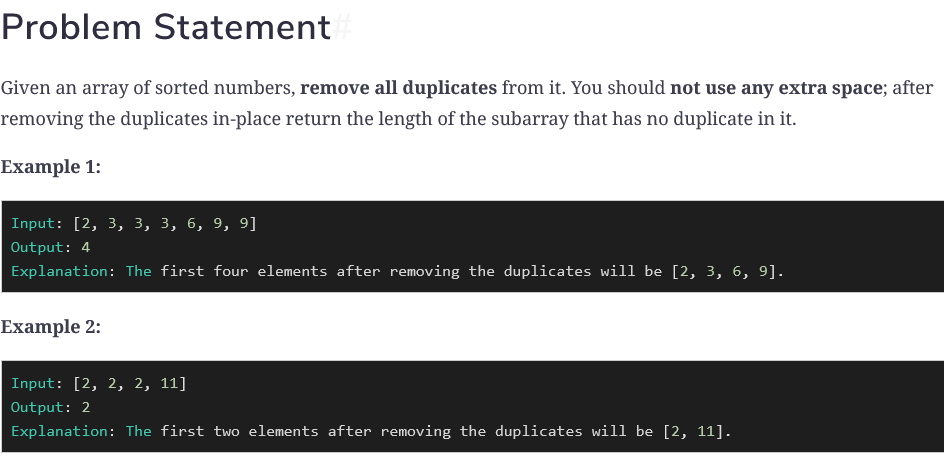 Problem Statement#
Given an array of sorted numbers, remove all duplicates from it. You should not use any extra space; after
removing the duplicates in-place return the length of the subarray that has no duplicate in it.
Example 1:
Input: [2, 3, 3, 3, 6, 9, 9]
Output: 4
Explanation: The first four elements after removing the duplicates will be [2, 3, 6, 9].
Example 2:
Input: [2, 2, 2, 11]
Output: 2
Explanation: The first two elements after removing the duplicates will be [2, 11].